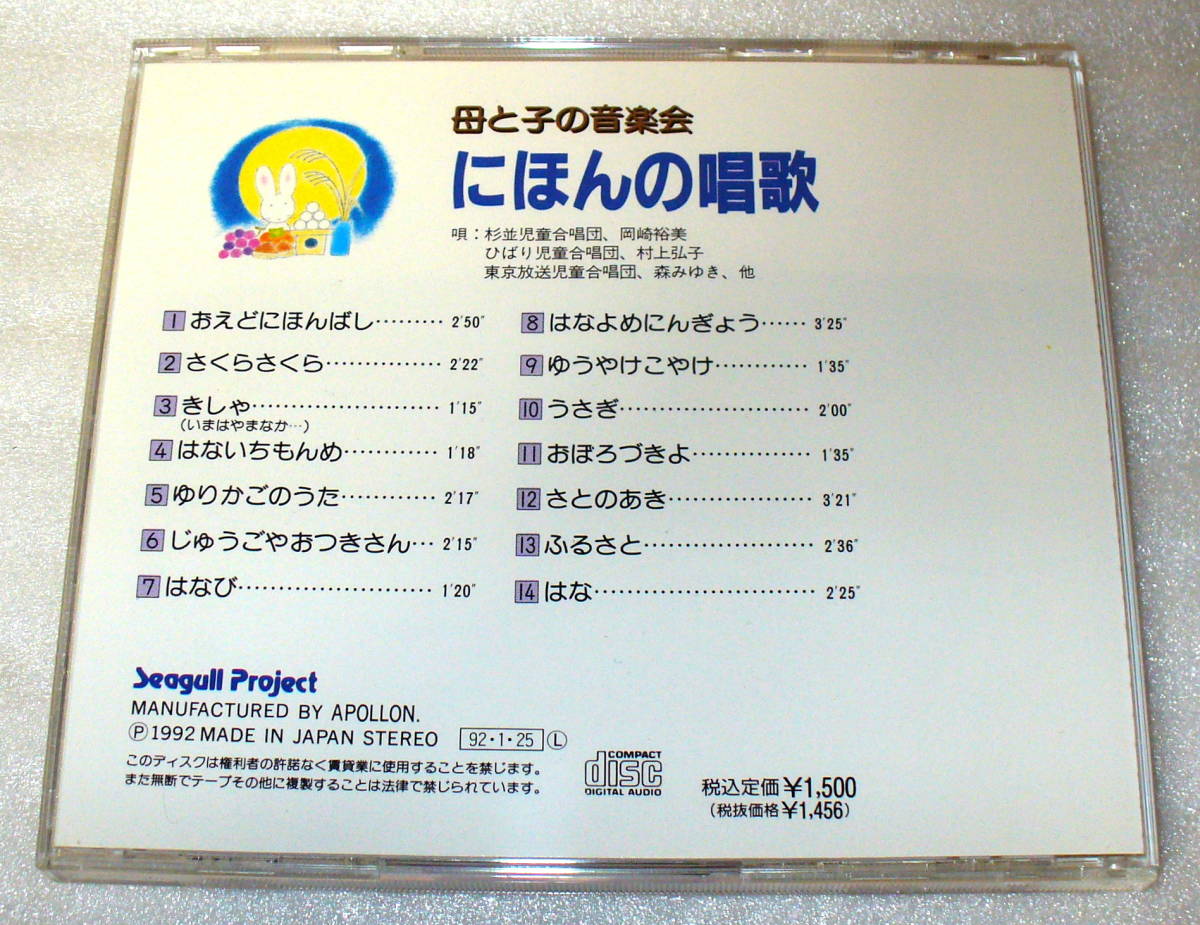 母と子の音楽会
にほんの唱歌
唄：杉並児童合唱団、岡崎裕美
ひばり児童合唱団、村上弘子
東京放送児童合唱団、森みゆき、他
1 おえどにほんばし……… 2'50"
2 さくらさくら…………… 2'22"
3 きしゃ…………………… 1'15"
(いまはやまなか…)
4 はないちもんめ………… 1'18"
5 ゆりかごのうた………… 2'17"
6 じゅうごやおつきさん… 2'15"
7 はなび…………………… 1'20"
8 はなよめにんぎょう…… 3'25"
9 ゆうやけこやけ………… 1'35"
10 うさぎ…………………… 2'00"
11 おぼろづきよ…………… 1'35"
12 さとのあき……………… 3'21"
13 ふるさと………………… 2'36"
14 はな……………………… 2'25"
Seagull Project
MANUFACTURED BY APOLLON.
Ⓟ1992 MADE IN JAPAN STEREO 92・1・25 Ⓛ
このディスクは権利者の許諾なく賃貸業に使用することを禁じます。
また無断でテープその他に複製することは法律で禁じられています。
COMPACT
disc
DIGITAL AUDIO
税込定価¥1,500
(税抜価格¥1,456)